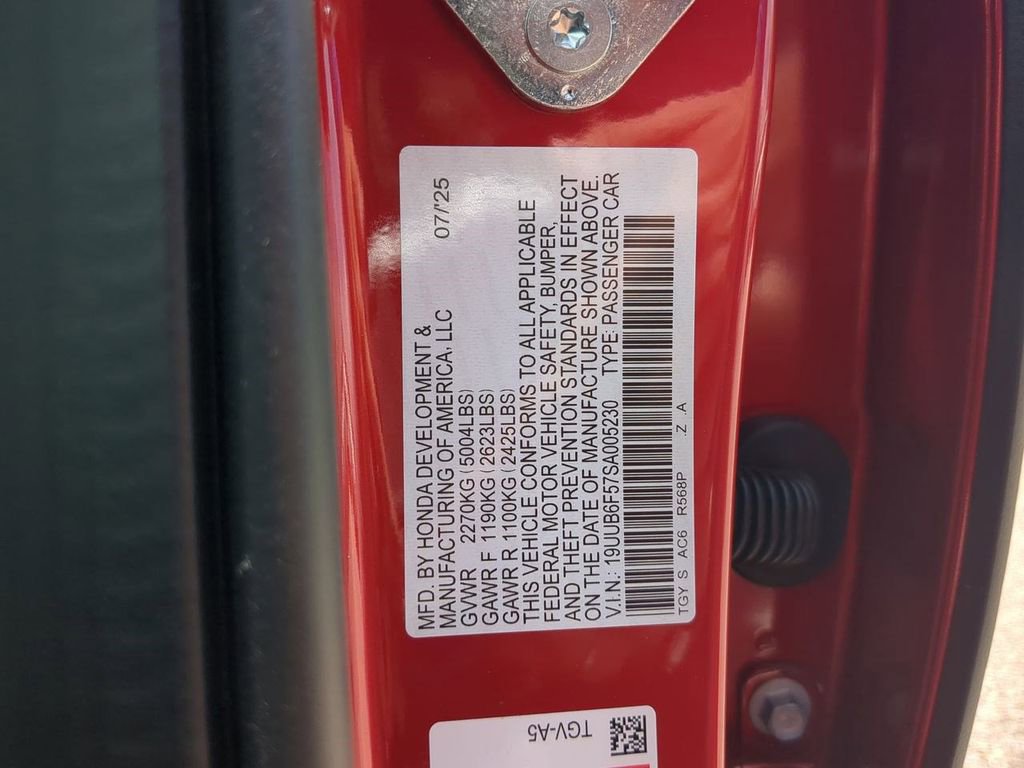 MFD. BY HONDA DEVELOPMENT &
MANUFACTURING OF AMERICA, LLC 07/'25
GVWR 2270KG (5004LBS)
GAWR F 1190KG (2623LBS)
GAWR R 1100KG (2425LBS)
THIS VEHICLE CONFORMS TO ALL APPLICABLE
FEDERAL MOTOR VEHICLE SAFETY, BUMPER,
AND THEFT PREVENTION STANDARDS IN EFFECT
ON THE DATE OF MANUFACTURE SHOWN ABOVE.
V.I.N.: 19UUB6F57SA005230 TYPE: PASSENGER CAR
TGY S AC6 R568P .Z .A
TGV-A5